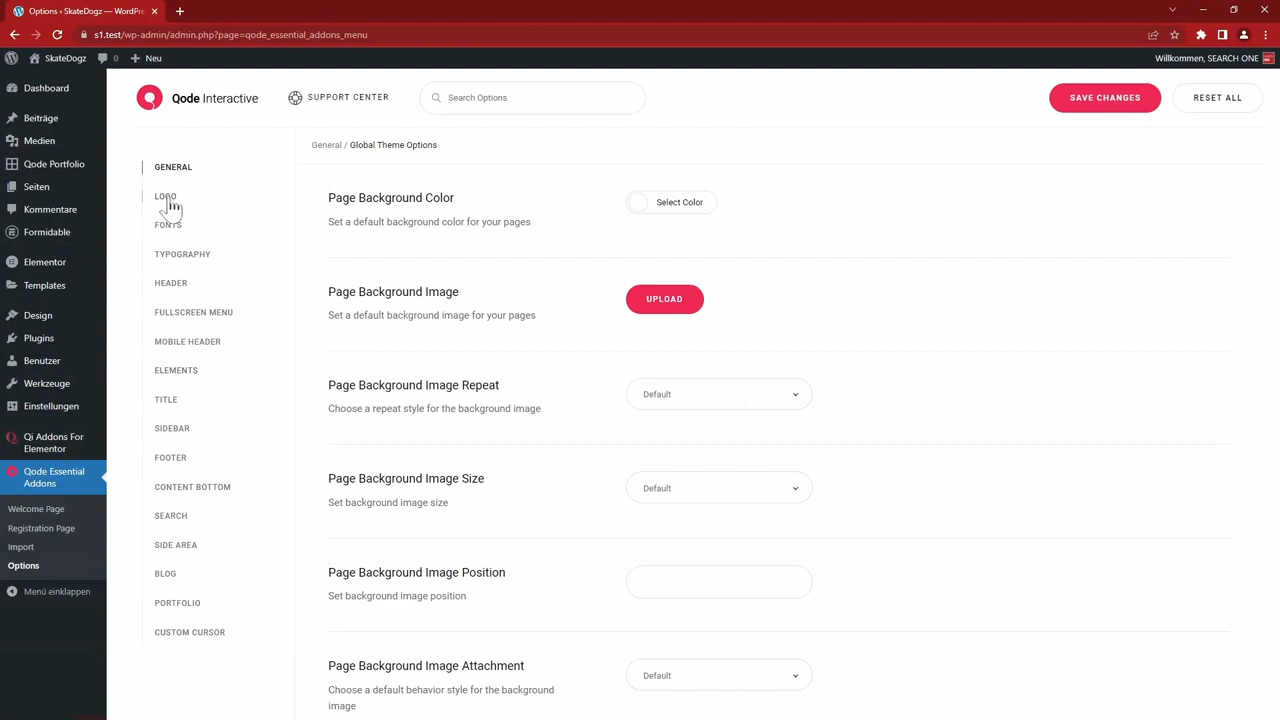 Options ‹ SkateDogz — WordPre
s1.test/wp-admin/admin.php?page=qode_essential_addons_menu
SkateDogz
0
Neu
Willkommen, SEARCH ONE
Dashboard
Beiträge
Medien
Qode Portfolio
Seiten
Kommentare
Formidable
Elementor
Templates
Design
Plugins
Benutzer
Werkzeuge
Einstellungen
Qi Addons For
Elementor
Qode Essential
Addons
Welcome Page
Registration Page
Import
Options
Menü einklappen
Qode Interactive
SUPPORT CENTER
Search Options
SAVE CHANGES
RESET ALL
GENERAL
LOGO
FONTS
TYPOGRAPHY
HEADER
FULLSCREEN MENU
MOBILE HEADER
ELEMENTS
TITLE
SIDEBAR
FOOTER
CONTENT BOTTOM
SEARCH
SIDE AREA
BLOG
PORTFOLIO
CUSTOM CURSOR
General / Global Theme Options
Page Background Color
Set a default background color for your pages
Select Color
Page Background Image
Set a default background image for your pages
UPLOAD
Page Background Image Repeat
Choose a repeat style for the background image
Default
Page Background Image Size
Set background image size
Default
Page Background Image Position
Set background image position
Page Background Image Attachment
Choose a default behavior style for the background
image
Default